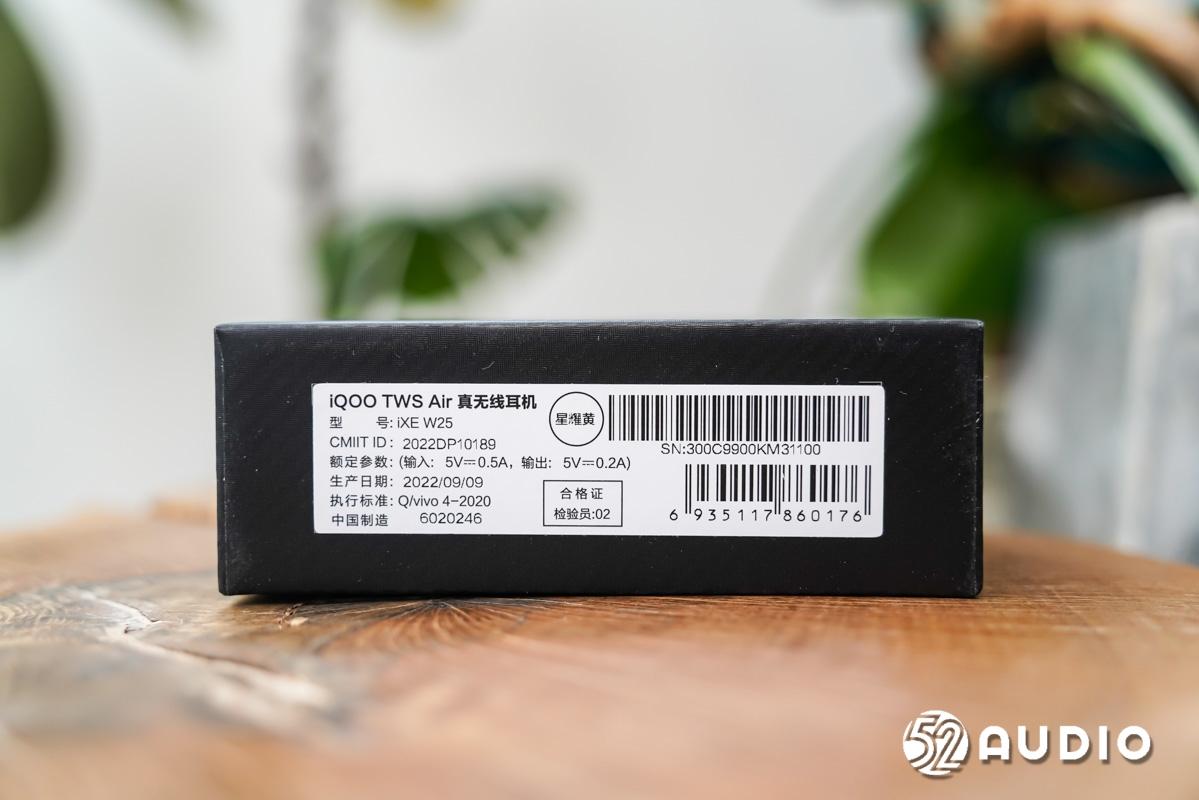 iQOO TWS Air 真无线耳机
型 号: iXE W25
CMIIT ID: 2022DP10189
额定参数: (输入: 5V⎓0.5A, 输出: 5V⎓0.2A)
生产日期: 2022/09/09
执行标准: Q/vivo 4-2020
中国制造 6020246
星耀黄
合格证
检验员:02
SN:300C9900KM31100
6 935117 860176
52 AUDIO